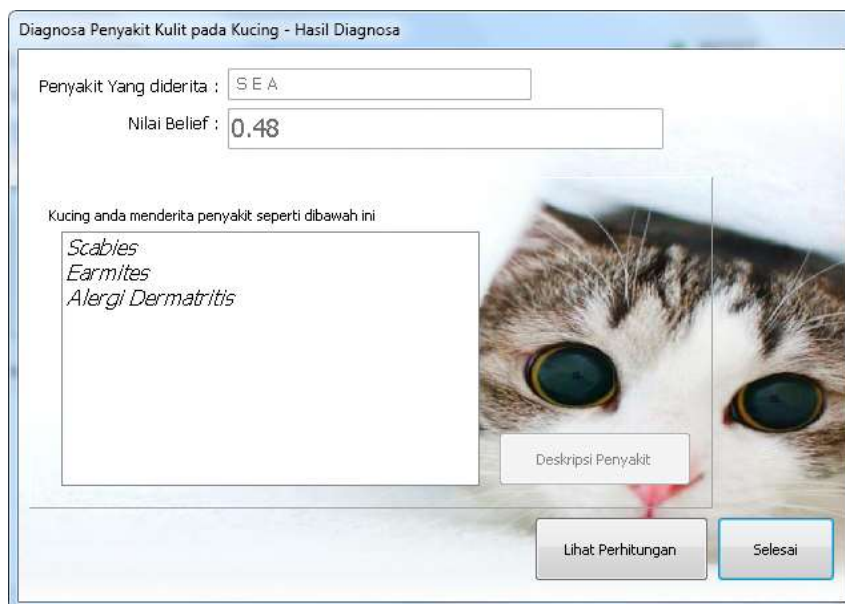 Diagnosa Penyakit Kulit pada Kucing - Hasil Diagnosa
Penyakit Yang diderita : S E A
Nilai Belief : 0.48
Kucing anda menderita penyakit seperti dibawah ini
Scabies
Earmites
Alergi Dermatritis
Deskripsi Penyakit
Lihat Perhitungan Selesai